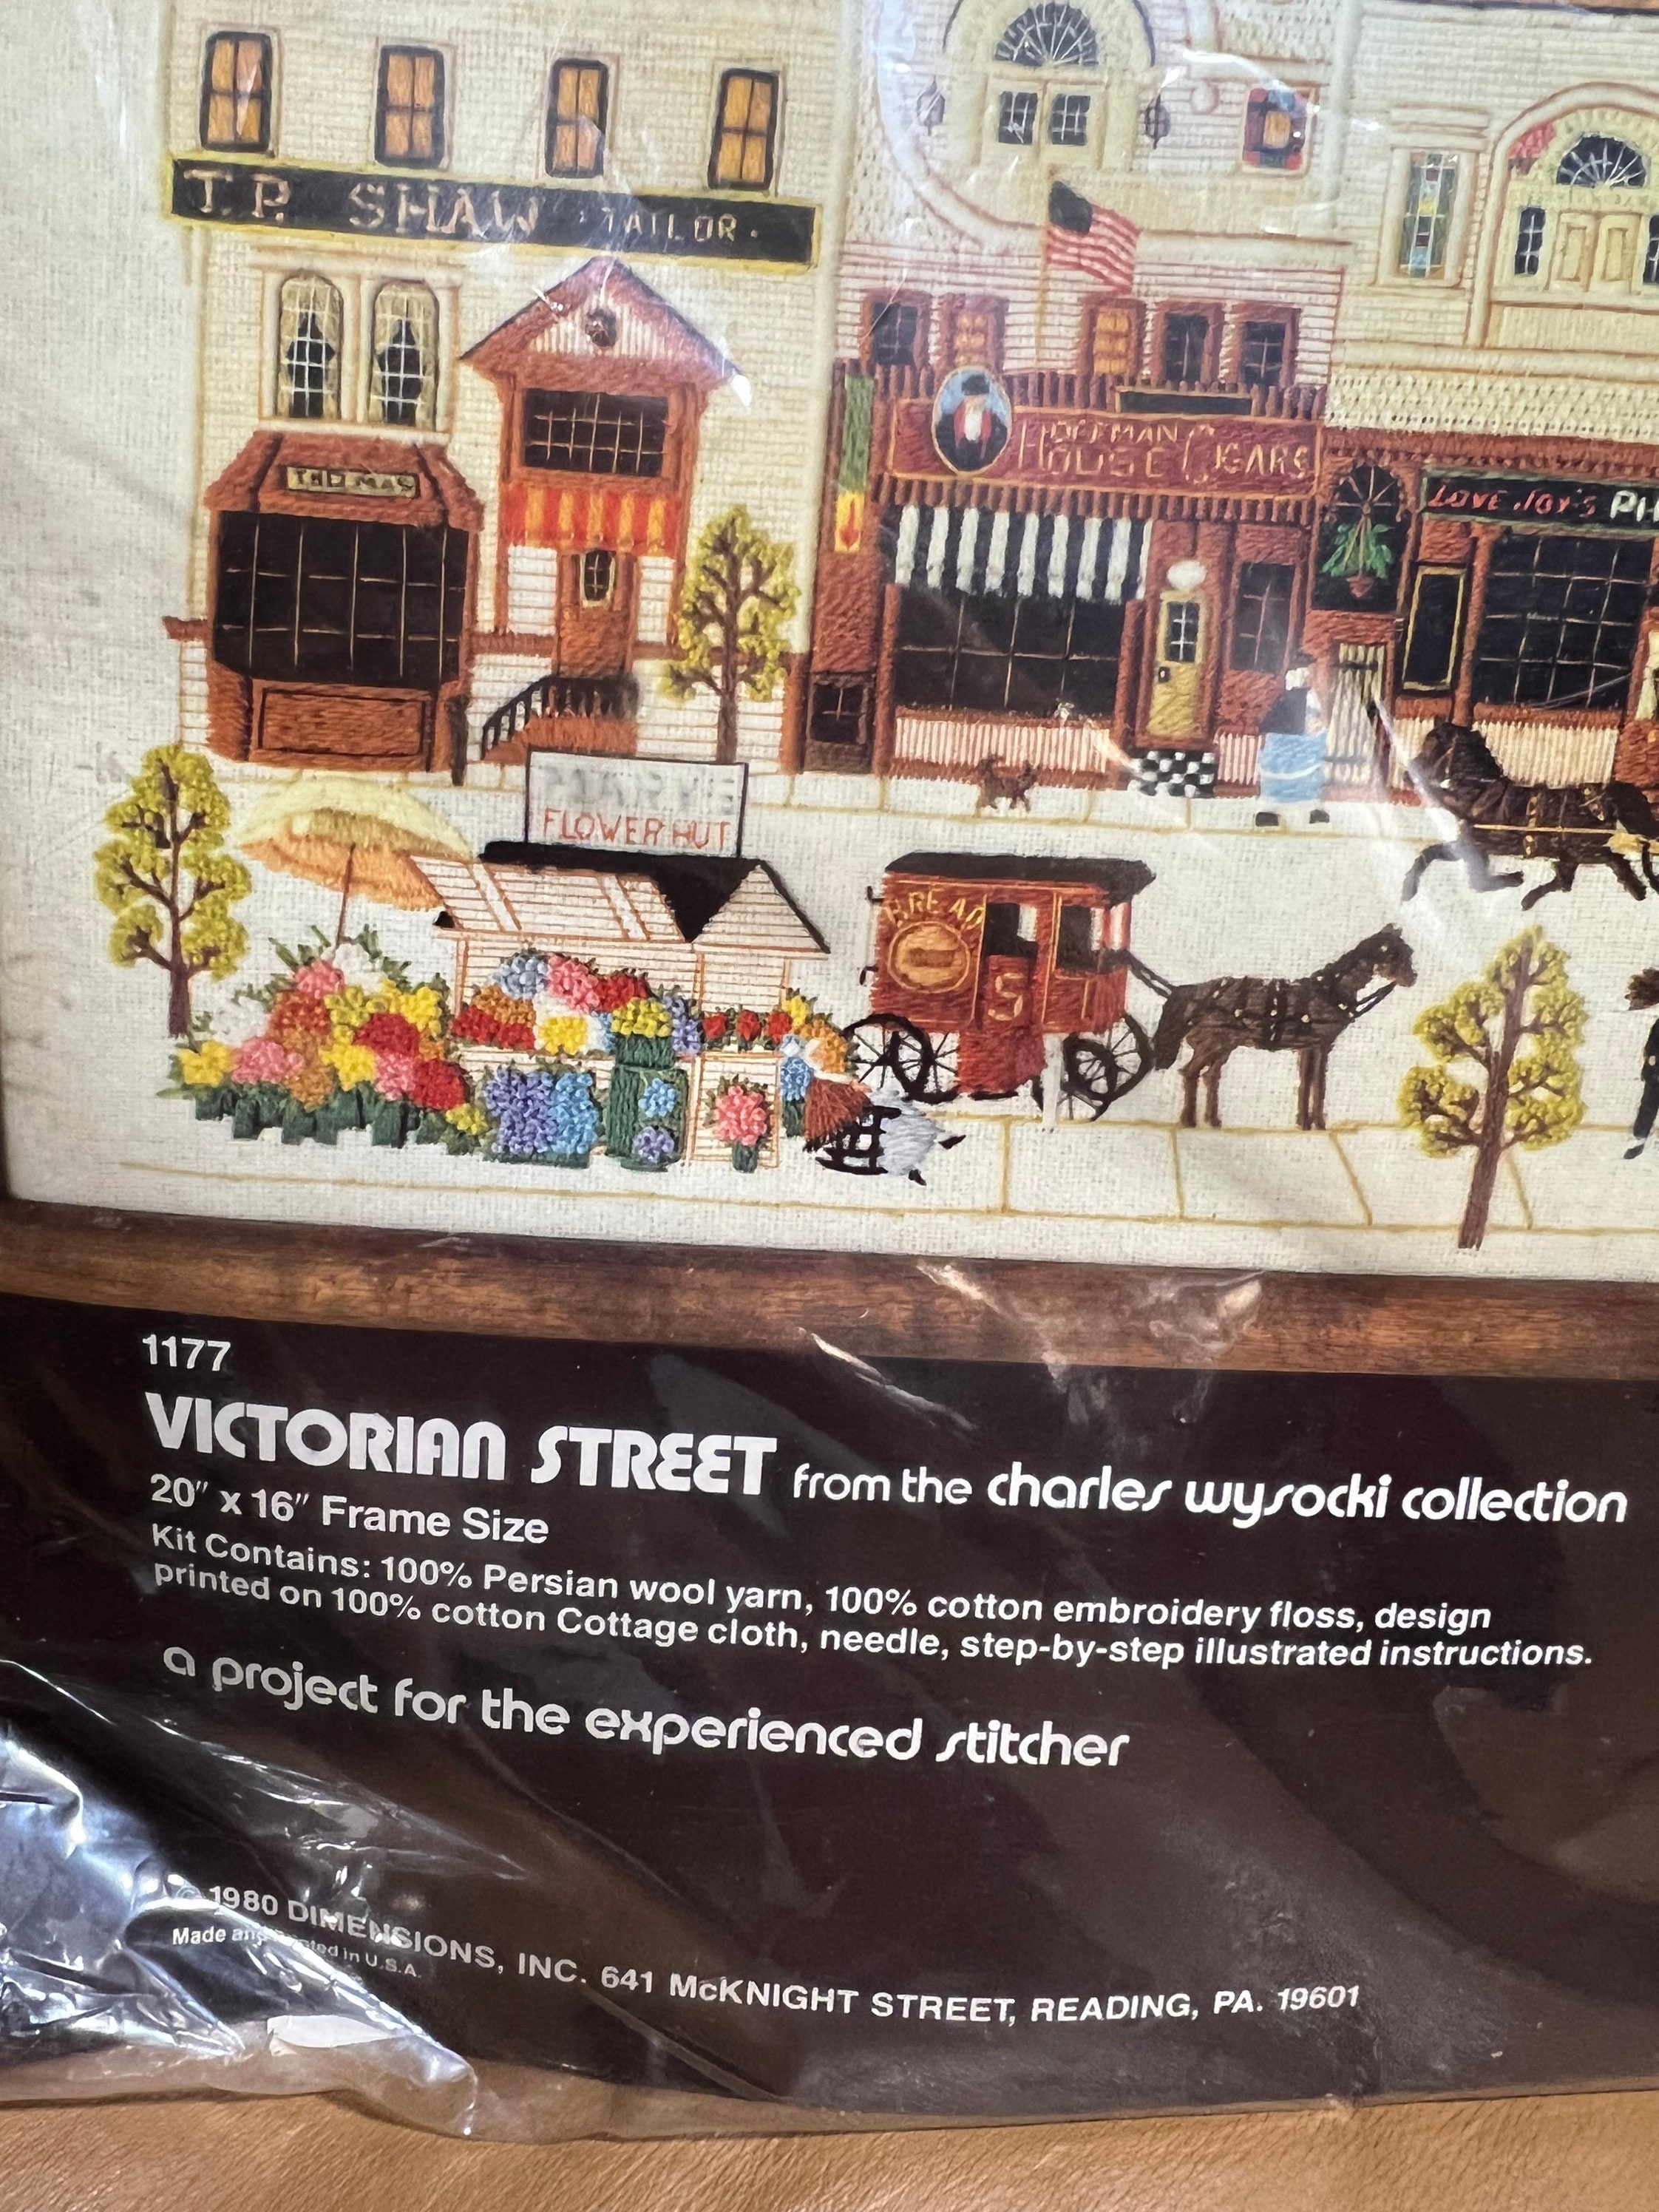 T.P. SHAW · TAILOR ·
HOFFMAN
HOUSE CIGARS
THOMAS
LOVEJOY'S
FLOWER HUT
BREAD
S
1177
VICTORIAN STREET from the charles wysocki collection
20" x 16" Frame Size
Kit Contains: 100% Persian wool yarn, 100% cotton embroidery floss, design
printed on 100% cotton Cottage cloth, needle, step-by-step illustrated instructions.
a project for the experienced stitcher
© 1980 DIMENSIONS, INC. 641 McKNIGHT STREET, READING, PA. 19601
Made and Printed in U.S.A.